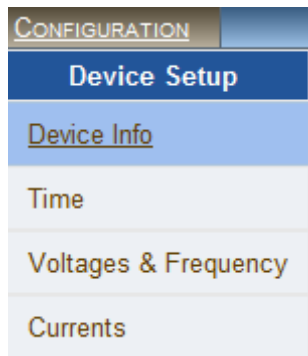 CONFIGURATION
Device Setup
Device Info
Time
Voltages & Frequency
Currents